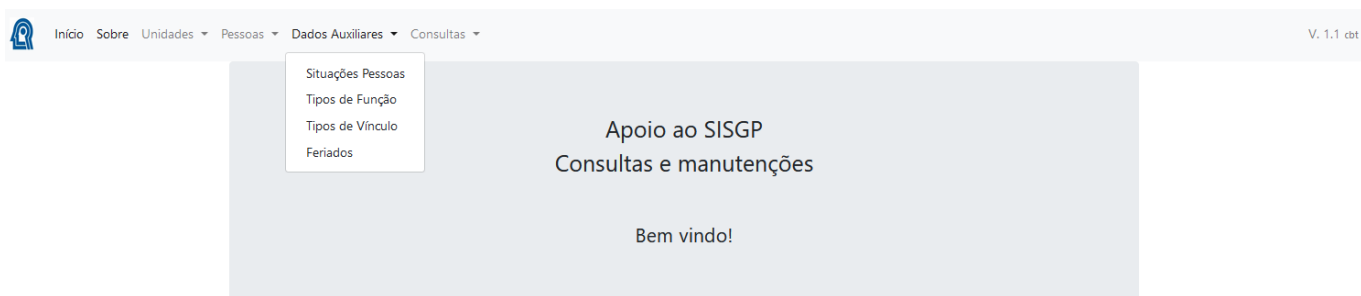 Início Sobre Unidades Pessoas Dados Auxiliares Consultas V. 1.1 cbt
Situações Pessoas
Tipos de Função
Tipos de Vínculo
Feriados
Apoio ao SISGP
Consultas e manutenções
Bem vindo!